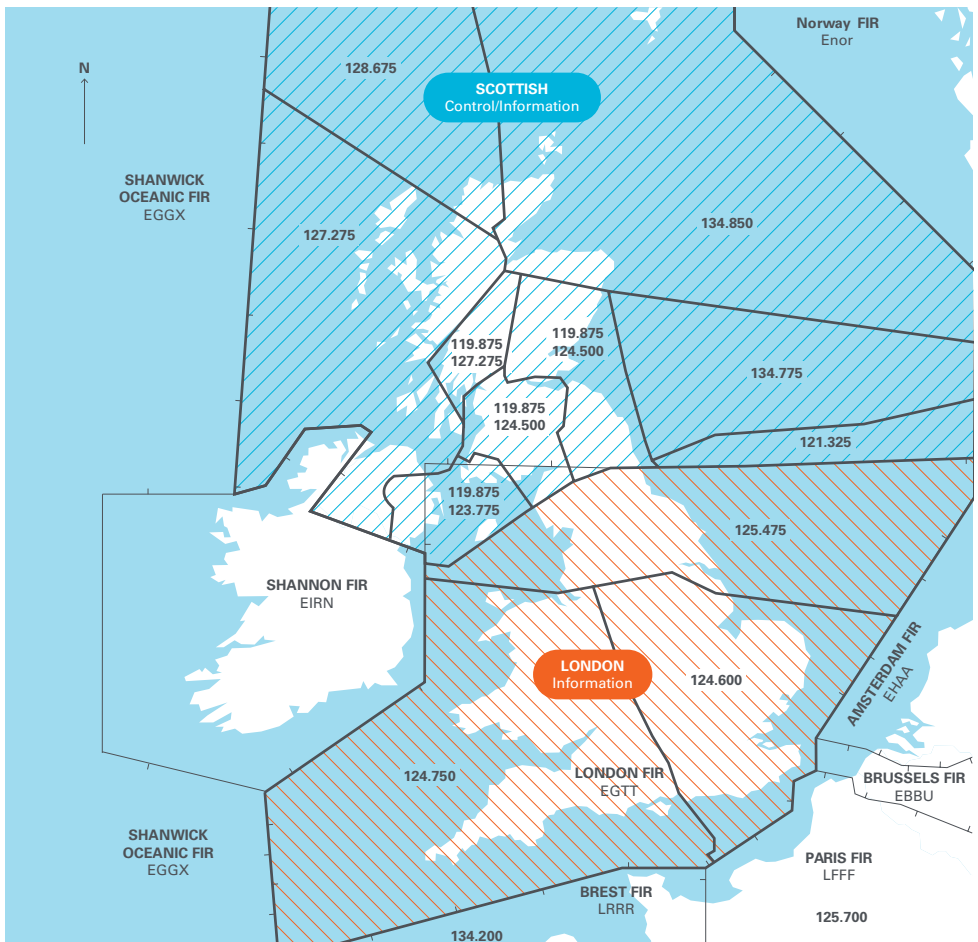 Norway FIR
Enor
N
128.675
SCOTTISH
Control/Information
SHANWICK
OCEANIC FIR
EGGX
127.275
134.850
119.875
127.275
119.875
124.500
134.775
119.875
124.500
121.325
119.875
123.775
125.475
SHANNON FIR
EIRN
LONDON
Information
124.600
AMSTERDAM FIR
EHAA
124.750
LONDON FIR
EGTT
BRUSSELS FIR
EBBU
SHANWICK
OCEANIC FIR
EGGX
PARIS FIR
LFFF
BREST FIR
LRRR
125.700
134.200